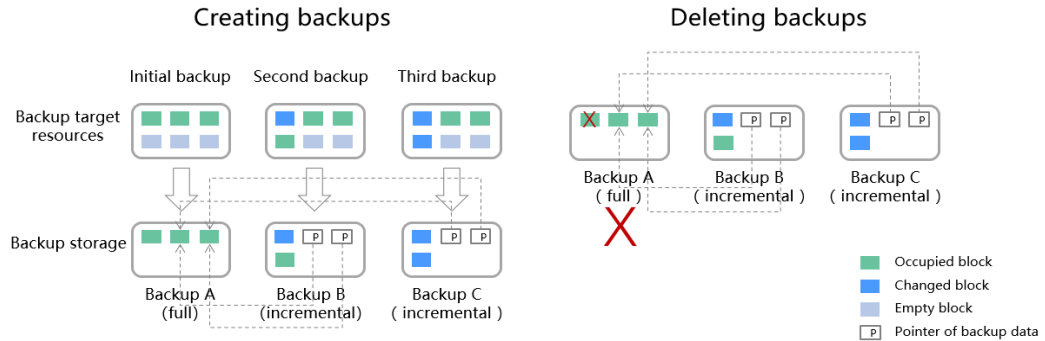 Creating backups
Initial backup
Second backup
Third backup
Backup target
resources
Backup storage
P
P
P
P
Backup A
(full)
Backup B
(incremental)
Backup C
( incremental )
Deleting backups
X
P
P
P
P
Backup A
( full )
Backup B
( incremental )
Backup C
( incremental )
X
Occupied block
Changed block
Empty block
P
Pointer of backup data